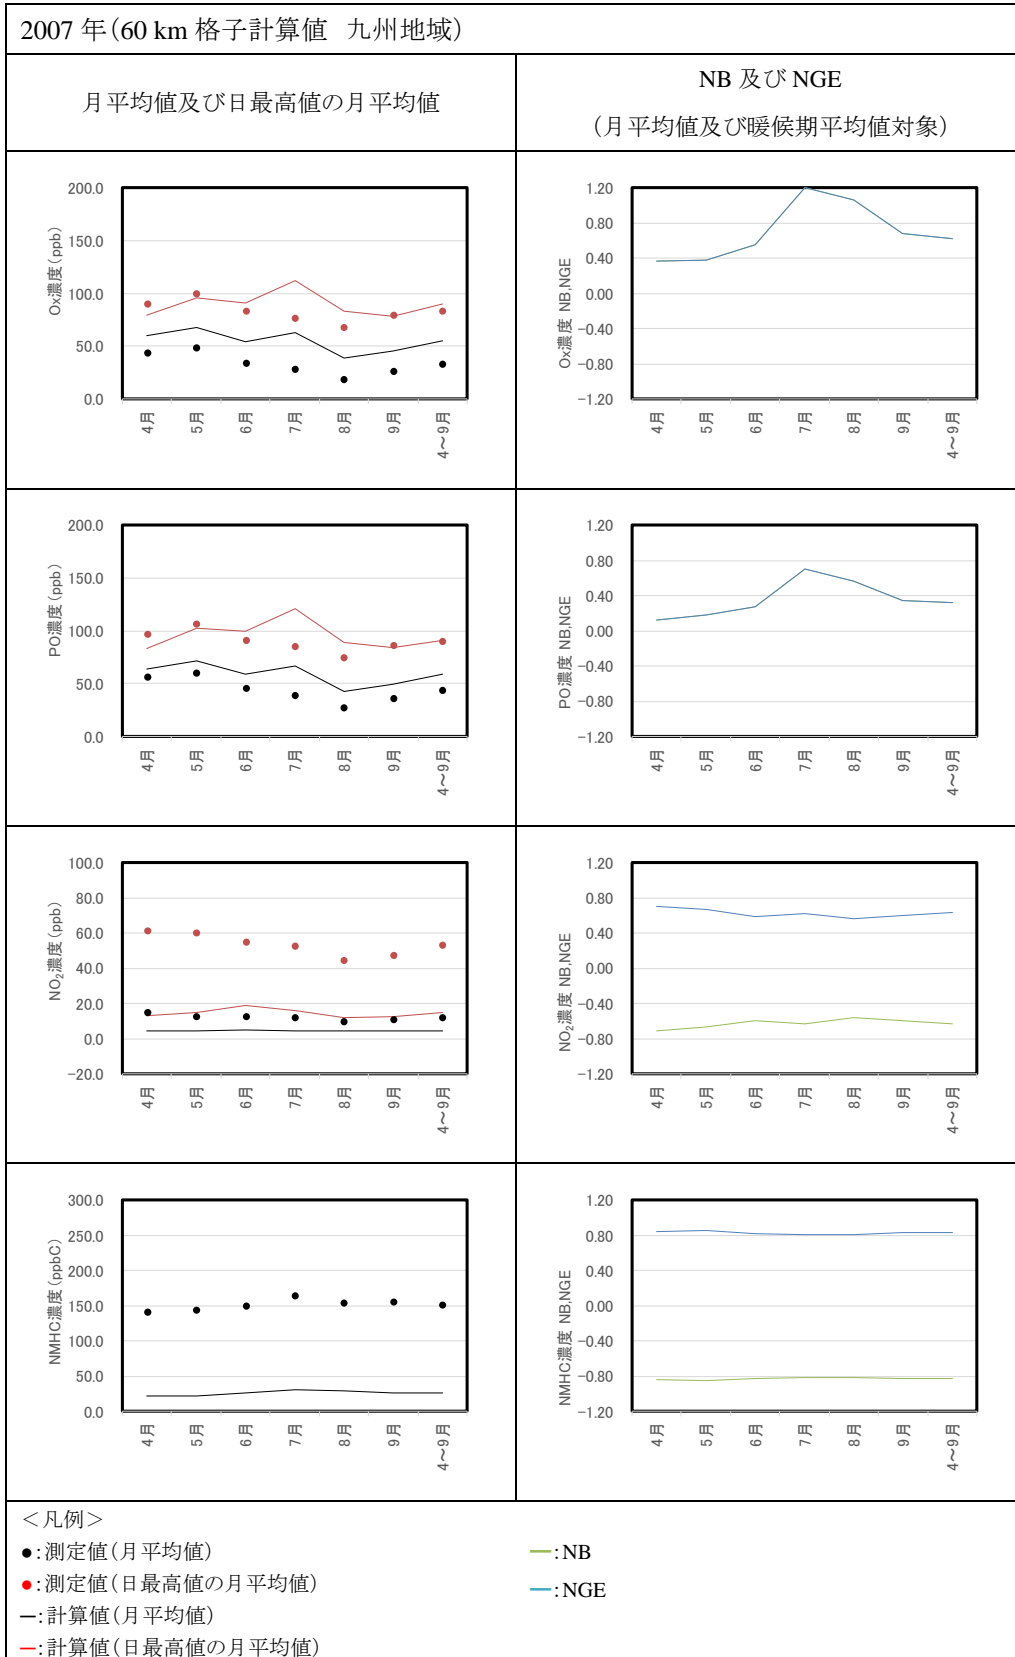 2007 年(60 km 格子計算値 九州地域)
月平均値及び日最高値の月平均値
NB 及び NGE
(月平均値及び暖候期平均値対象)
Ox濃度(ppb)
200.0
150.0
100.0
50.0
0.0
4月
5月
6月
7月
8月
9月
4～9月
Ox濃度 NB,NGE
1.20
0.80
0.40
0.00
−0.40
−0.80
−1.20
4月
5月
6月
7月
8月
9月
4～9月
PO濃度(ppb)
200.0
150.0
100.0
50.0
0.0
4月
5月
6月
7月
8月
9月
4～9月
PO濃度 NB,NGE
1.20
0.80
0.40
0.00
−0.40
−0.80
−1.20
4月
5月
6月
7月
8月
9月
4～9月
NO₂濃度(ppb)
100.0
80.0
60.0
40.0
20.0
0.0
−20.0
4月
5月
6月
7月
8月
9月
4～9月
NO₂濃度 NB,NGE
1.20
0.80
0.40
0.00
−0.40
−0.80
−1.20
4月
5月
6月
7月
8月
9月
4～9月
NMHC濃度(ppbC)
300.0
250.0
200.0
150.0
100.0
50.0
0.0
4月
5月
6月
7月
8月
9月
4～9月
NMHC濃度 NB,NGE
1.20
0.80
0.40
0.00
−0.40
−0.80
−1.20
4月
5月
6月
7月
8月
9月
4～9月
＜凡例＞
●:測定値(月平均値)
●:測定値(日最高値の月平均値)
―:計算値(月平均値)
―:計算値(日最高値の月平均値)
―:NB
―:NGE